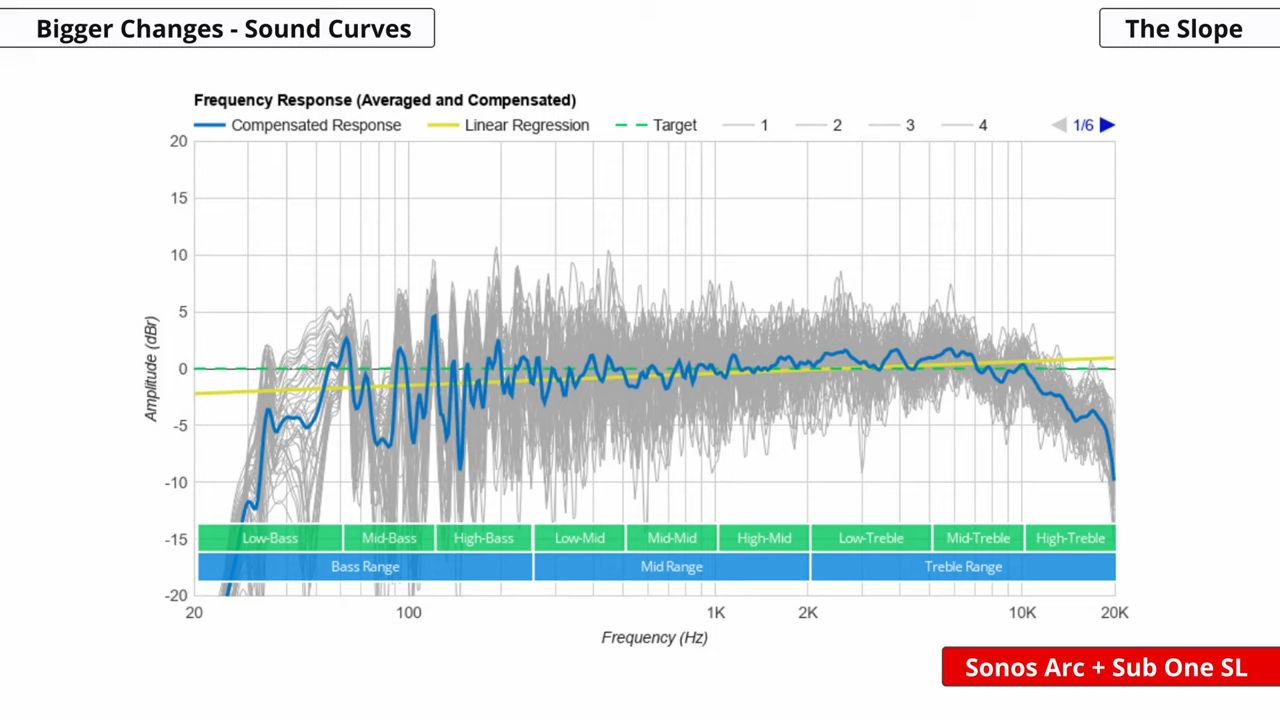 Bigger Changes - Sound Curves
The Slope
Frequency Response (Averaged and Compensated)
Compensated Response Linear Regression Target 1 2 3 4 1/6
20
15
10
5
0
-5
-10
-15
-20
Amplitude (dBr)
Low-Bass Mid-Bass High-Bass Low-Mid Mid-Mid High-Mid Low-Treble Mid-Treble High-Treble
Bass Range Mid Range Treble Range
20 100 1K 2K 10K 20K
Frequency (Hz)
Sonos Arc + Sub One SL